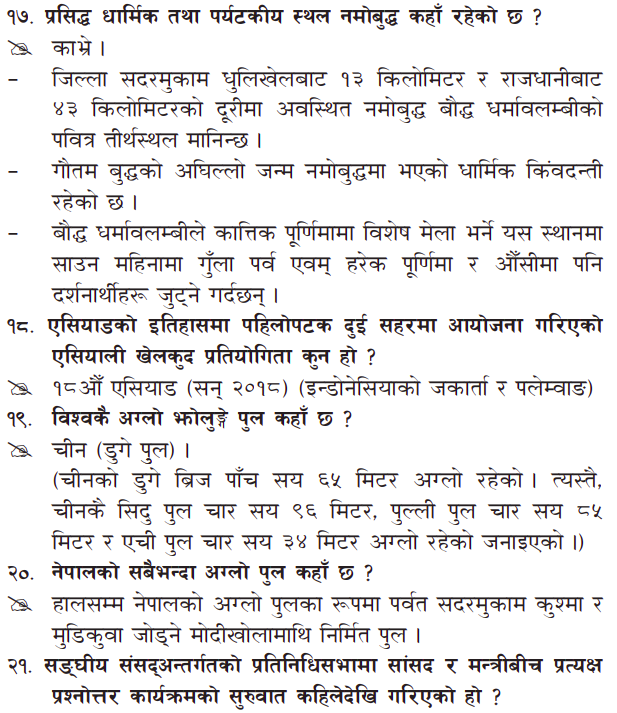 १७. प्रसिद्ध धार्मिक तथा पर्यटकीय स्थल नमोबुद्ध कहाँ रहेको छ ?
काभ्रे ।
– जिल्ला सदरमुकाम धुलिखेलबाट १३ किलोमिटर र राजधानीबाट
४३ किलोमिटरको दूरीमा अवस्थित नमोबुद्ध बौद्ध धर्मावलम्बीको
पवित्र तीर्थस्थल मानिन्छ ।
– गौतम बुद्धको अघिल्लो जन्म नमोबुद्धमा भएको धार्मिक किंवदन्ती
रहेको छ ।
– बौद्ध धर्मावलम्बीले कात्तिक पूर्णिमामा विशेष मेला भर्ने यस स्थानमा
साउन महिनामा गुँला पर्व एवम् हरेक पूर्णिमा र औँसीमा पनि
दर्शनार्थीहरू जुट्ने गर्दछन् ।
१८. एसियाडको इतिहासमा पहिलोपटक दुई सहरमा आयोजना गरिएको
एसियाली खेलकुद प्रतियोगिता कुन हो ?
१८औँ एसियाड (सन् २०१८) (इन्डोनेसियाको जकार्ता र पलेम्वाङ)
१९. विश्वकै अग्लो झोलुङ्गे पुल कहाँ छ ?
चीन (डुगे पुल) ।
(चीनको डुगे ब्रिज पाँच सय ६५ मिटर अग्लो रहेको । त्यस्तै,
चीनकै सिदु पुल चार सय ९६ मिटर, पुल्ली पुल चार सय ८५
मिटर र एची पुल चार सय ३४ मिटर अग्लो रहेको जनाइएको ।)
२०. नेपालको सबैभन्दा अग्लो पुल कहाँ छ ?
हालसम्म नेपालको अग्लो पुलका रूपमा पर्वत सदरमुकाम कुश्मा र
मुडिकुवा जोड्ने मोदीखोलामाथि निर्मित पुल ।
२१. सङ्घीय संसद्अन्तर्गतको प्रतिनिधिसभामा सांसद र मन्त्रीबीच प्रत्यक्ष
प्रश्नोत्तर कार्यक्रमको सुरुवात कहिलेदेखि गरिएको हो ?